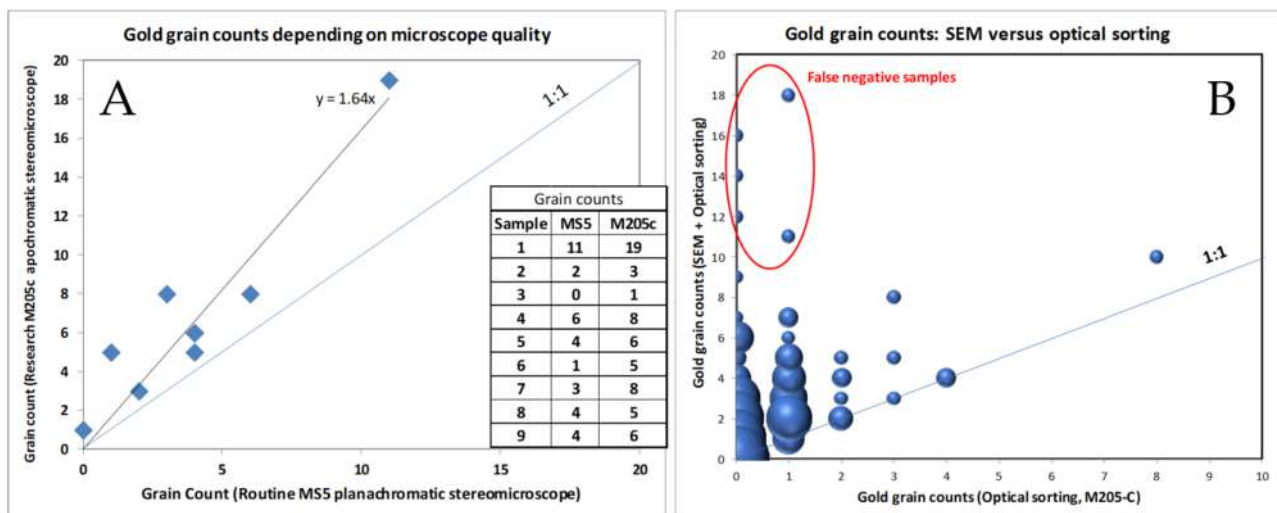 Gold grain counts depending on microscope quality
A
y = 1.64x
1:1
Grain count (Research M205c apochromatic stereomicroscope)
20
18
16
14
12
10
8
6
4
2
0
0 5 10 15 20
Grain Count (Routine MS5 planachromatic stereomicroscope)
Grain counts
Sample MS5 M205c
1 11 19
2 2 3
3 0 1
4 6 8
5 4 6
6 1 5
7 3 8
8 4 5
9 4 6
Gold grain counts: SEM versus optical sorting
False negative samples
B
1:1
Gold grain counts (SEM + Optical sorting)
20
18
16
14
12
10
8
6
4
2
0
0 1 2 3 4 5 6 7 8 9 10
Gold grain counts (Optical sorting, M205-C)